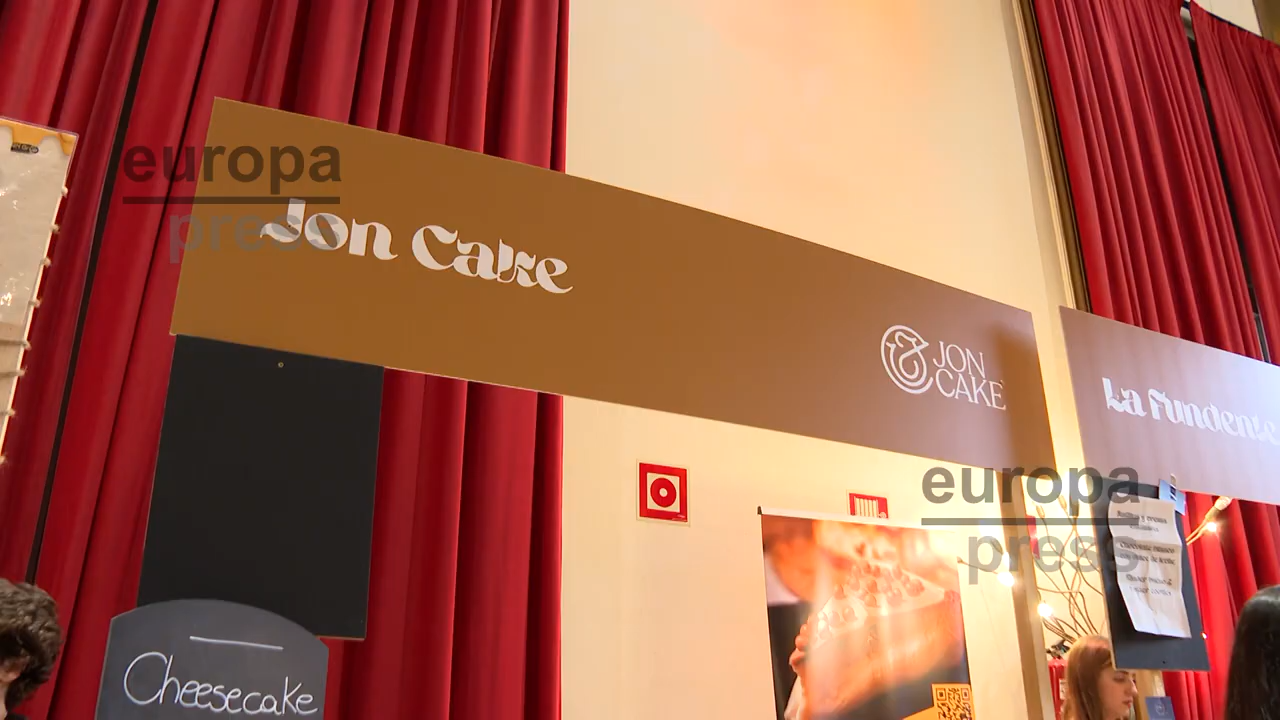 europa
press
Jon Cake
JON
CAKE
La Fundente
europa
press
Cheesecake